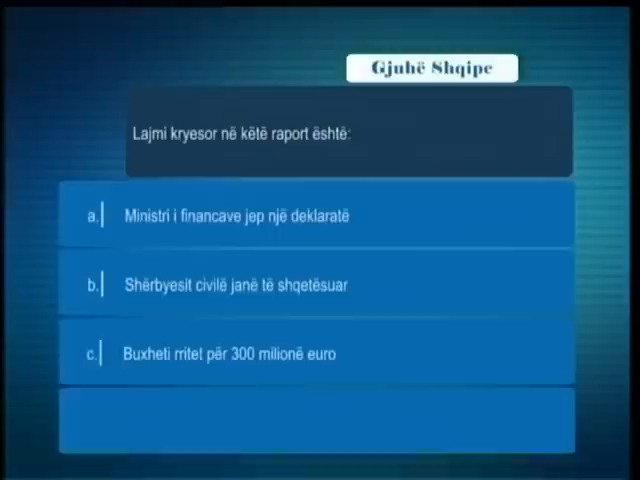 Gjuhë Shqipe
Lajmi kryesor në këtë raport është:
a. Ministri i financave jep një deklaratë
b. Shërbyesit civilë janë të shqetësuar
c. Buxheti rritet për 300 milionë euro